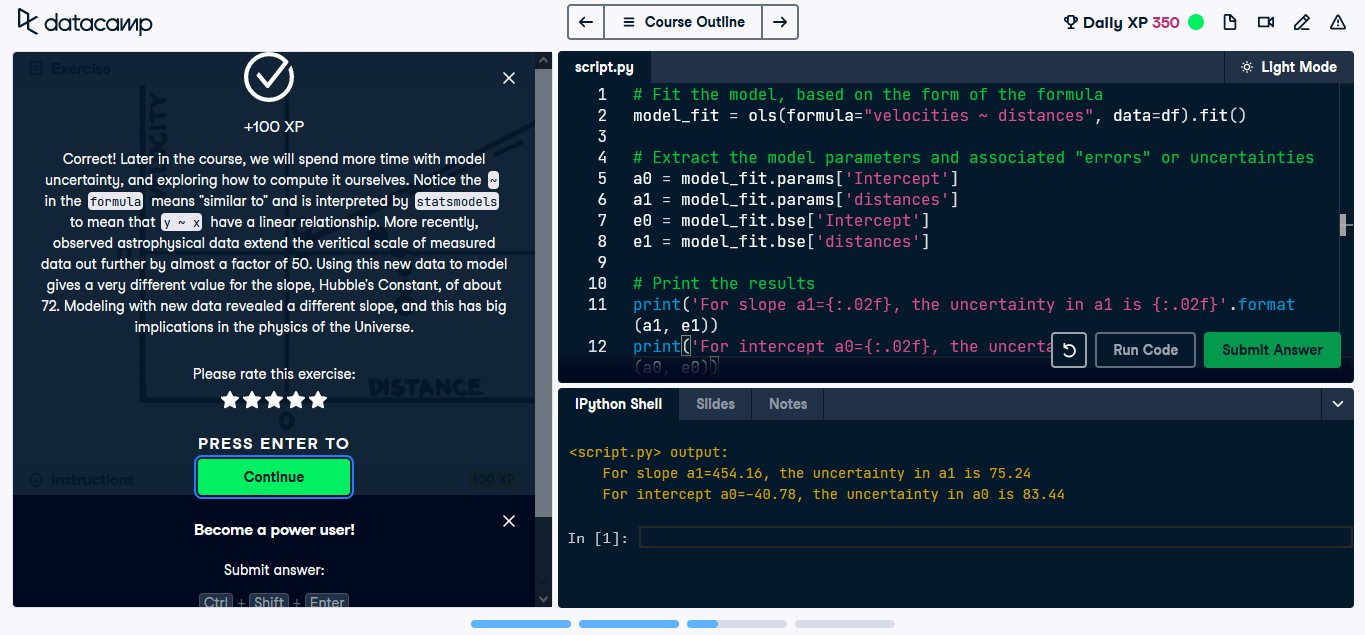 datacamp
Course Outline
Daily XP 350
Exercise
VELOCITY
+100 XP
Correct! Later in the course, we will spend more time with model
uncertainty, and exploring how to compute it ourselves. Notice the ~
in the formula means "similar to" and is interpreted by statsmodels
to mean that y ~ x have a linear relationship. More recently,
observed astrophysical data extend the veritical scale of measured
data out further by almost a factor of 50. Using this new data to model
gives a very different value for the slope, Hubble's Constant, of about
72. Modeling with new data revealed a different slope, and this has big
implications in the physics of the Universe.
Please rate this exercise:
DISTANCE
PRESS ENTER TO
Continue
Instructions
100 XP
Become a power user!
Submit answer:
Ctrl + Shift + Enter
script.py
Light Mode
1 # Fit the model, based on the form of the formula
2 model_fit = ols(formula="velocities ~ distances", data=df).fit()
3
4 # Extract the model parameters and associated "errors" or uncertainties
5 a0 = model_fit.params['Intercept']
6 a1 = model_fit.params['distances']
7 e0 = model_fit.bse['Intercept']
8 e1 = model_fit.bse['distances']
9
10 # Print the results
11 print('For slope a1={:.02f}, the uncertainty in a1 is {:.02f}'.format
(a1, e1))
12 print('For intercept a0={:.02f}, the uncerta
(a0, e0))
Run Code
Submit Answer
IPython Shell
Slides
Notes
<script.py> output:
For slope a1=454.16, the uncertainty in a1 is 75.24
For intercept a0=-40.78, the uncertainty in a0 is 83.44
In [1]: